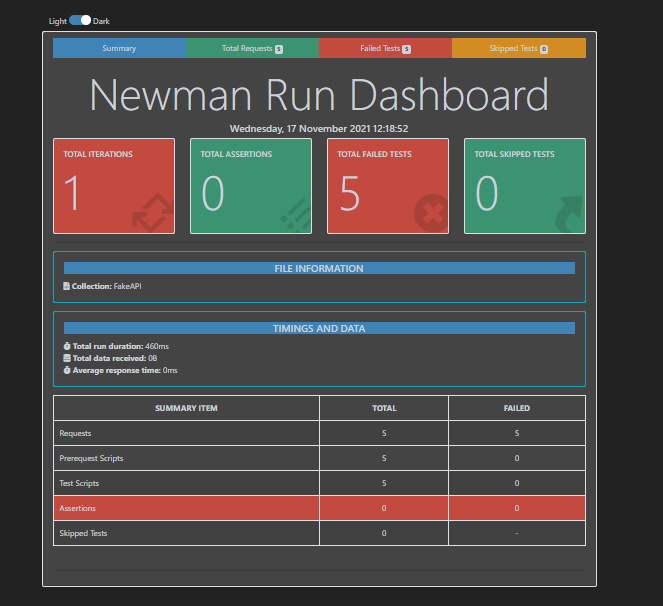 Light Dark
Summary Total Requests 5 Failed Tests 5 Skipped Tests 0
Newman Run Dashboard
Wednesday, 17 November 2021 12:18:52
TOTAL ITERATIONS TOTAL ASSERTIONS TOTAL FAILED TESTS TOTAL SKIPPED TESTS
1 0 5 0
FILE INFORMATION
Collection: FakeAPI
TIMINGS AND DATA
Total run duration: 460ms
Total data received: 0B
Average response time: 0ms
SUMMARY ITEM TOTAL FAILED
Requests 5 5
Prerequest Scripts 5 0
Test Scripts 5 0
Assertions 0 0
Skipped Tests 0 -